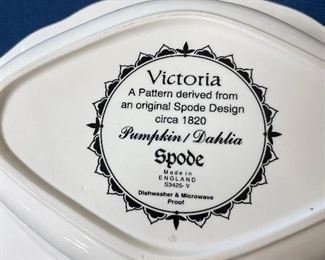 Victoria
A Pattern derived from
an original Spode Design
circa 1820
Pumpkin/Dahlia
Spode
Made in
ENGLAND
S3425-V
Dishwasher & Microwave
Proof